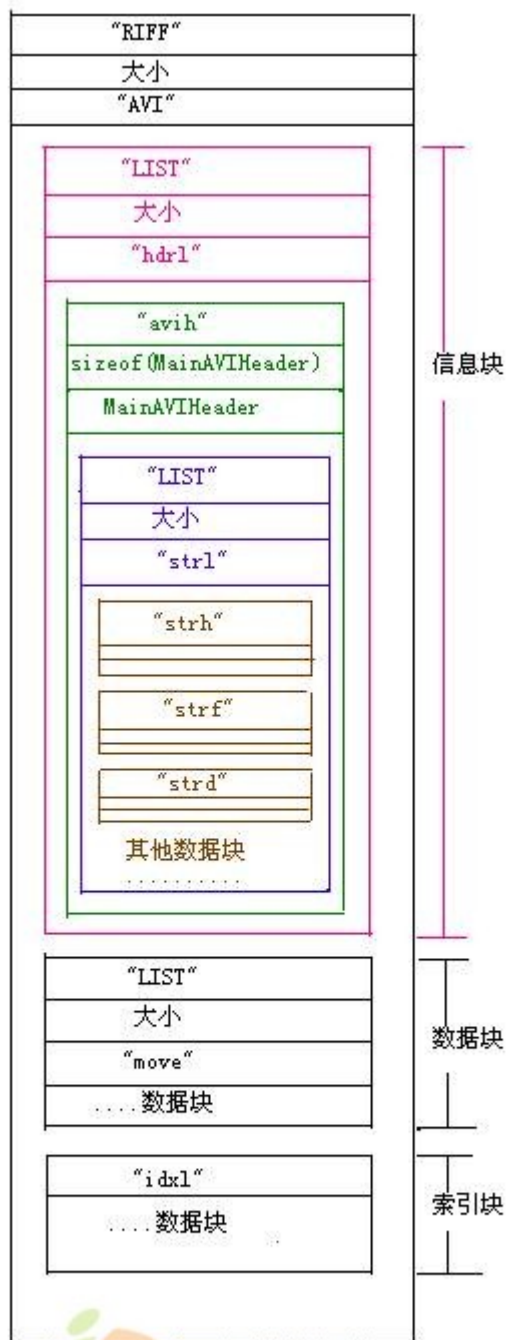 “RIFF”
大小
“AVI”
“LIST”
大小
“hdrl”
“avih”
sizeof(MainAVIHeader)
MainAVIHeader
“LIST”
大小
“strl”
“strh”
“strf”
“strd”
其他数据块
..........
信息块
“LIST”
大小
“move”
....数据块
数据块
“idxl”
....数据块
索引块